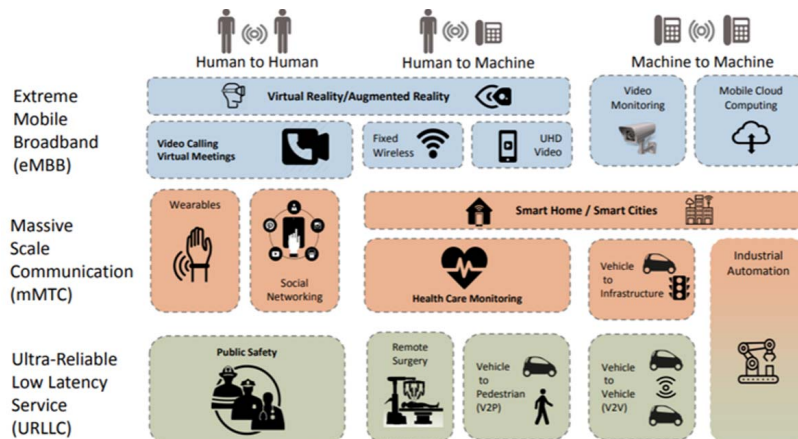 Human to Human
Human to Machine
Machine to Machine
Extreme
Mobile
Broadband
(eMBB)
Virtual Reality/Augmented Reality
Video
Monitoring
Mobile Cloud
Computing
Video Calling
Virtual Meetings
Fixed
Wireless
UHD
Video
Massive
Scale
Communication
(mMTC)
Wearables
Social
Networking
Smart Home / Smart Cities
Health Care Monitoring
Vehicle
to
Infrastructure
Industrial
Automation
Ultra-Reliable
Low Latency
Service
(URLLC)
Public Safety
Remote
Surgery
Vehicle
to
Pedestrian
(V2P)
Vehicle
to
Vehicle
(V2V)